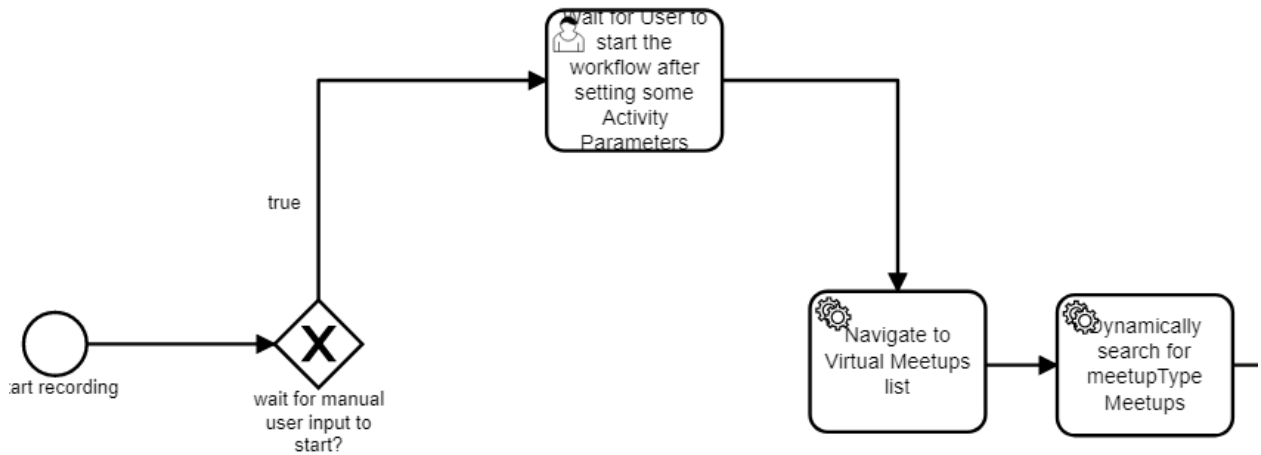 Wait for User to
start the
workflow after
setting some
Activity
Parameters
true
art recording
wait for manual
user input to
start?
Navigate to
Virtual Meetups
list
Dynamically
search for
meetupType
Meetups